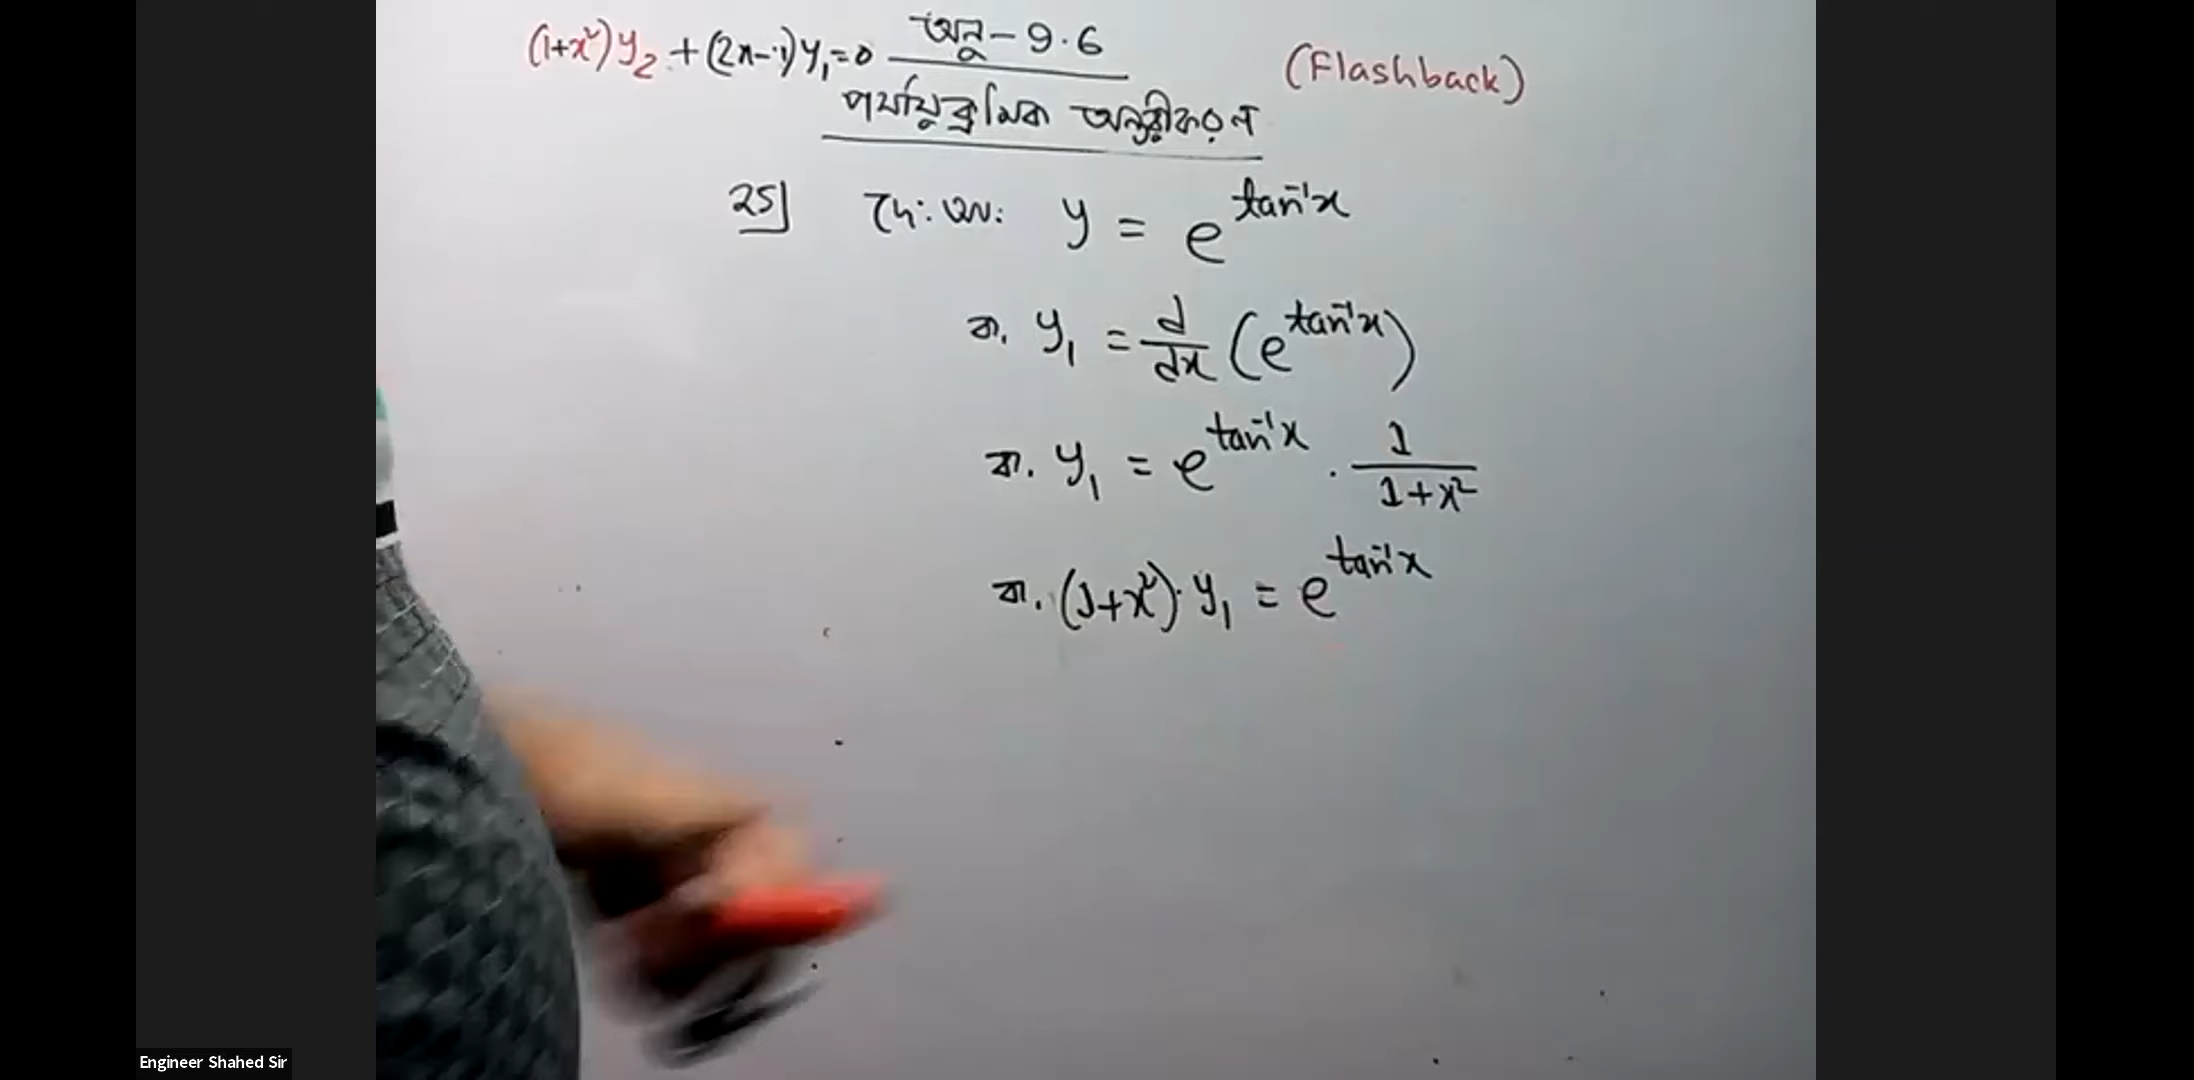 (1+x²)y₂ + (2x-1)y₁=0 অনু-9.6 (Flashback)
পর্যায়ক্রমিক অন্তরীকরণ
25] দে: আ: y = e^{tan⁻¹x}
বা, y₁ = d/dx (e^{tan⁻¹x})
বা, y₁ = e^{tan⁻¹x} · 1/(1+x²)
বা, (1+x²)·y₁ = e^{tan⁻¹x}
Engineer Shahed Sir